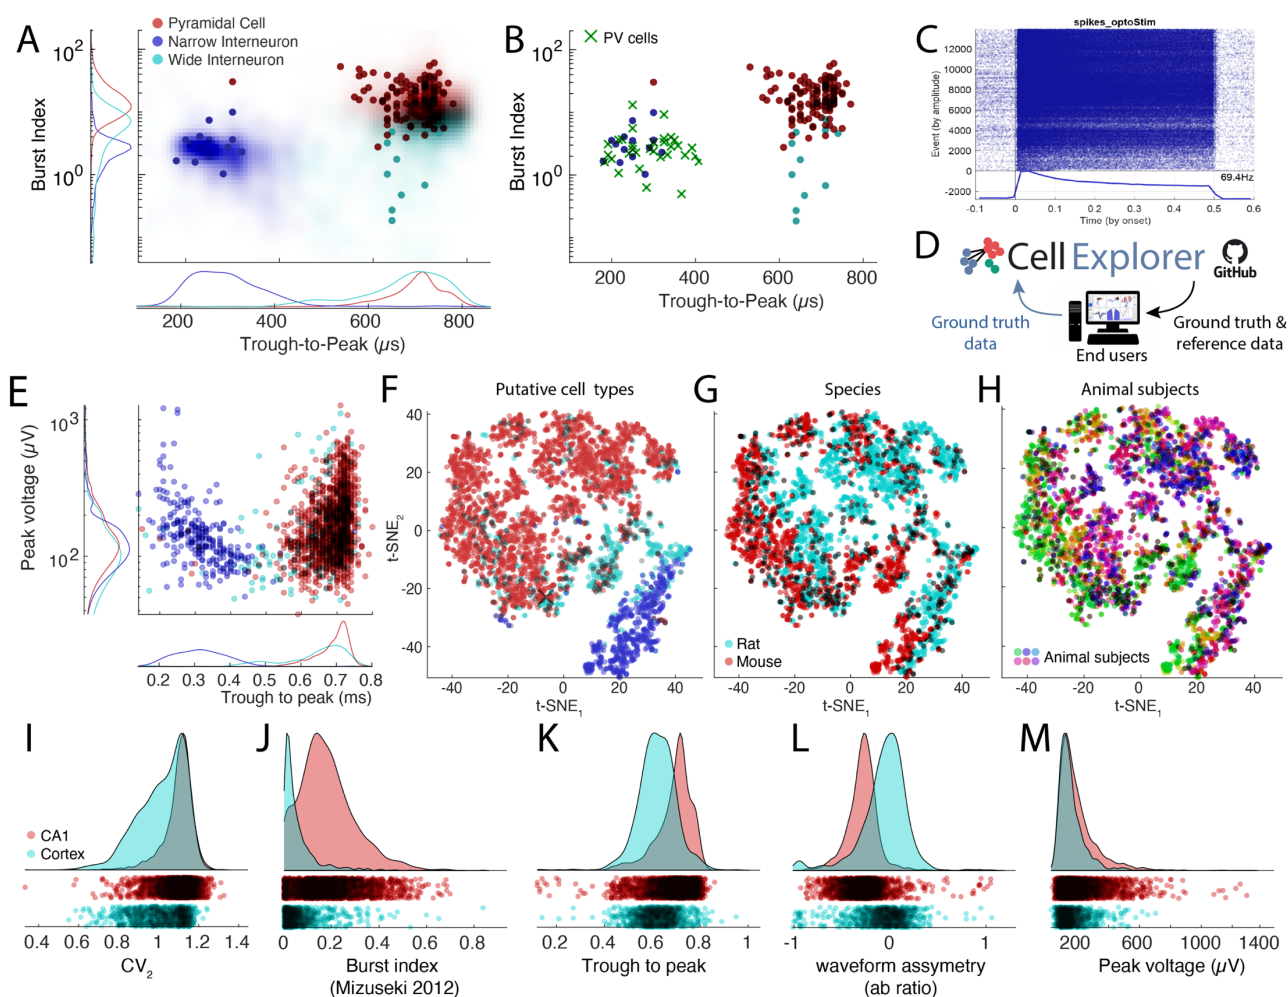 A
Pyramidal Cell
Narrow Interneuron
Wide Interneuron
10²
10⁰
Burst Index
200
400
600
800
Trough-to-Peak (µs)
B
PV cells
10²
10⁰
Burst Index
200
400
600
800
Trough-to-Peak (µs)
C
spikes_optoStim
12000
10000
8000
6000
4000
2000
0
-2000
Event (by amplitude)
69.4Hz
-0.1
0
0.1
0.2
0.3
0.4
0.5
0.6
Time (by onset)
D
CellExplorer
GitHub
Ground truth
data
End users
Ground truth &
reference data
E
10³
10²
Peak voltage (µV)
0.2
0.3
0.4
0.5
0.6
0.7
0.8
Trough to peak (ms)
F
Putative cell types
40
20
0
-20
-40
t-SNE₂
-40
-20
0
20
40
t-SNE₁
G
Species
Rat
Mouse
-40
-20
0
20
40
t-SNE₁
H
Animal subjects
Animal subjects
-40
-20
0
20
40
t-SNE₁
I
CA1
Cortex
0.4
0.6
0.8
1
1.2
1.4
CV₂
J
0
0.2
0.4
0.6
0.8
Burst index
(Mizuseki 2012)
K
0.2
0.4
0.6
0.8
1
Trough to peak
L
-1
0
1
waveform assymetry
(ab ratio)
M
200
600
1000
1400
Peak voltage (µV)